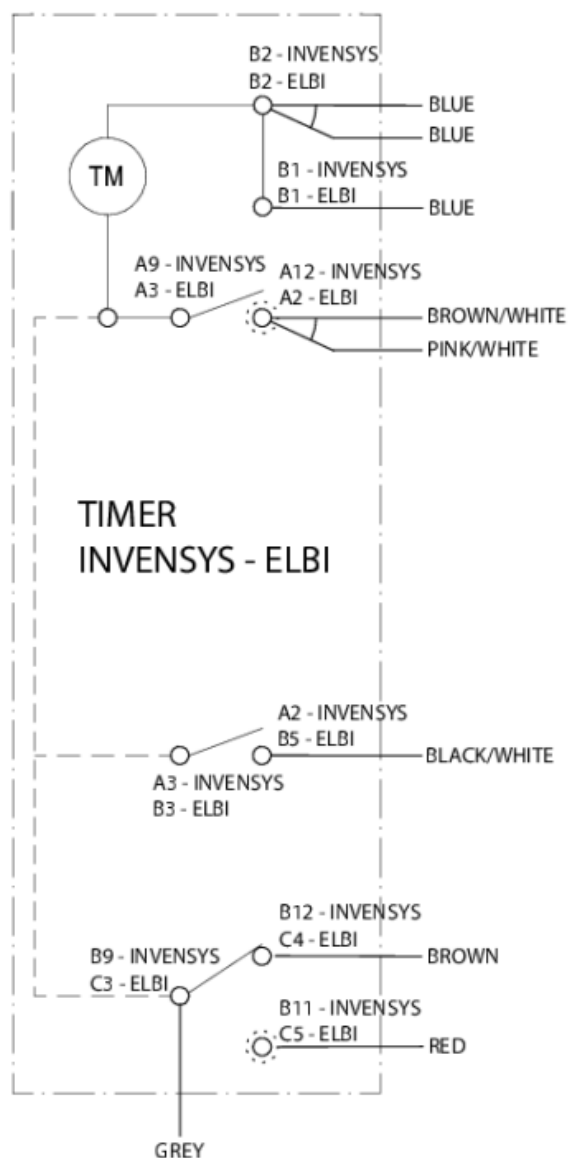 B2 - INVENSYS
B2 - ELBI
BLUE
BLUE
TM
B1 - INVENSYS
B1 - ELBI
BLUE
A9 - INVENSYS
A3 - ELBI
A12 - INVENSYS
A2 - ELBI
BROWN/WHITE
PINK/WHITE
TIMER
INVENSYS - ELBI
A2 - INVENSYS
B5 - ELBI
BLACK/WHITE
A3 - INVENSYS
B3 - ELBI
B12 - INVENSYS
C4 - ELBI
BROWN
B9 - INVENSYS
C3 - ELBI
B11 - INVENSYS
C5 - ELBI
RED
GREY